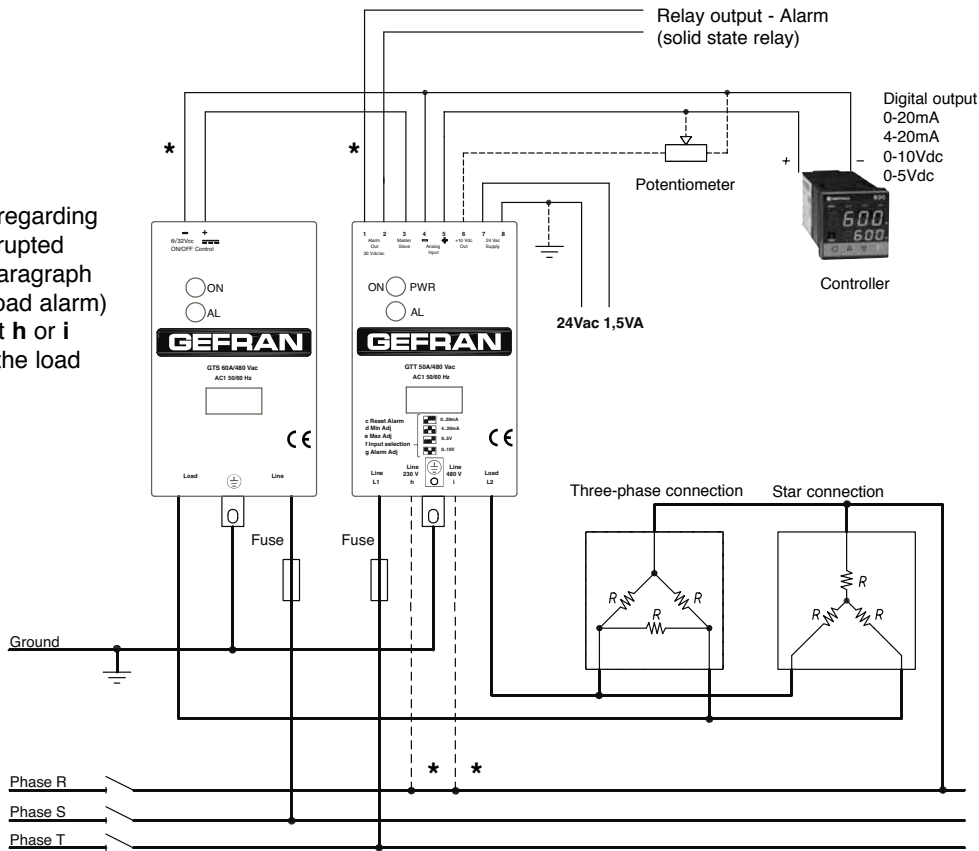 Relay output - Alarm
(solid state relay)
Digital output
0-20mA
4-20mA
0-10Vdc
0-5Vdc
*
*
+
–
Potentiometer
Controller
600
600
regarding
rupted
aragraph
oad alarm)
t h or i
the load
– +
6/32Vcc
ON/OFF Control
ON
AL
GEFRAN
GTS 60A/480 Vac
AC1 50/60 Hz
CE
Load
Line
1 2 3 4 5 6 7 8
Alarm
Out
30 Vdc/ac
Master
Slave
– +
Analog
Input
+10 Vdc
Out
24 Vac
Supply
ON PWR
AL
GEFRAN
GTT 50A/480 Vac
AC1 50/60 Hz
c Reset Alarm
d Min Adj
e Max Adj
f Input selection
g Alarm Adj
0..20mA
4..20mA
0..5V
0..10V
CE
Line
L1
Line
230 V
h
Line
480 V
i
Load
L2
24Vac 1,5VA
Three-phase connection
Star connection
R
R
R
R
R
R
Fuse
Fuse
Ground
* *
Phase R
Phase S
Phase T